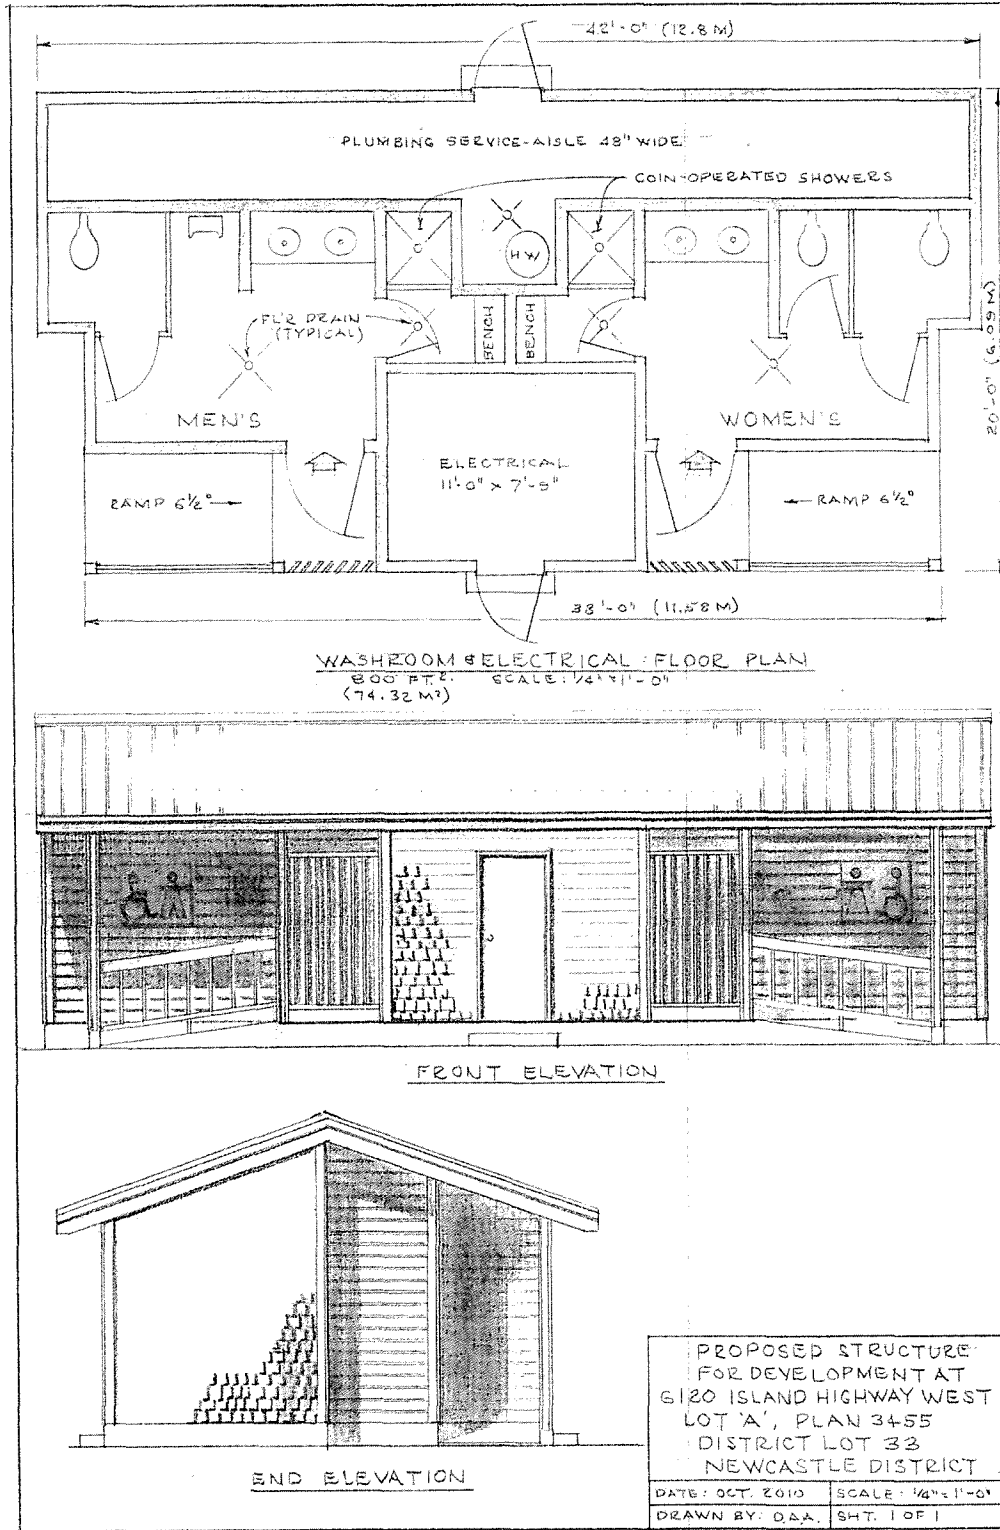 42'-0" (12.8 M)
PLUMBING SERVICE-AISLE 48" WIDE
COIN-OPERATED SHOWERS
HW
FL'R DRAIN
(TYPICAL)
BENCH
BENCH
20'-0" (6.09 M)
MEN'S
WOMEN'S
ELECTRICAL
11'-0" x 7'-9"
RAMP 6½°
RAMP 6½°
38'-0" (11.58 M)
WASHROOM & ELECTRICAL : FLOOR PLAN
800 FT². SCALE: 1/4" = 1'-0"
(74.32 M²)
FRONT ELEVATION
END ELEVATION
PROPOSED STRUCTURE
FOR DEVELOPMENT AT
6120 ISLAND HIGHWAY WEST
LOT 'A', PLAN 3455
DISTRICT LOT 33
NEWCASTLE DISTRICT
DATE: OCT. 2010 SCALE: 1/4" = 1'-0"
DRAWN BY: D.A.A. SHT. 1 OF 1